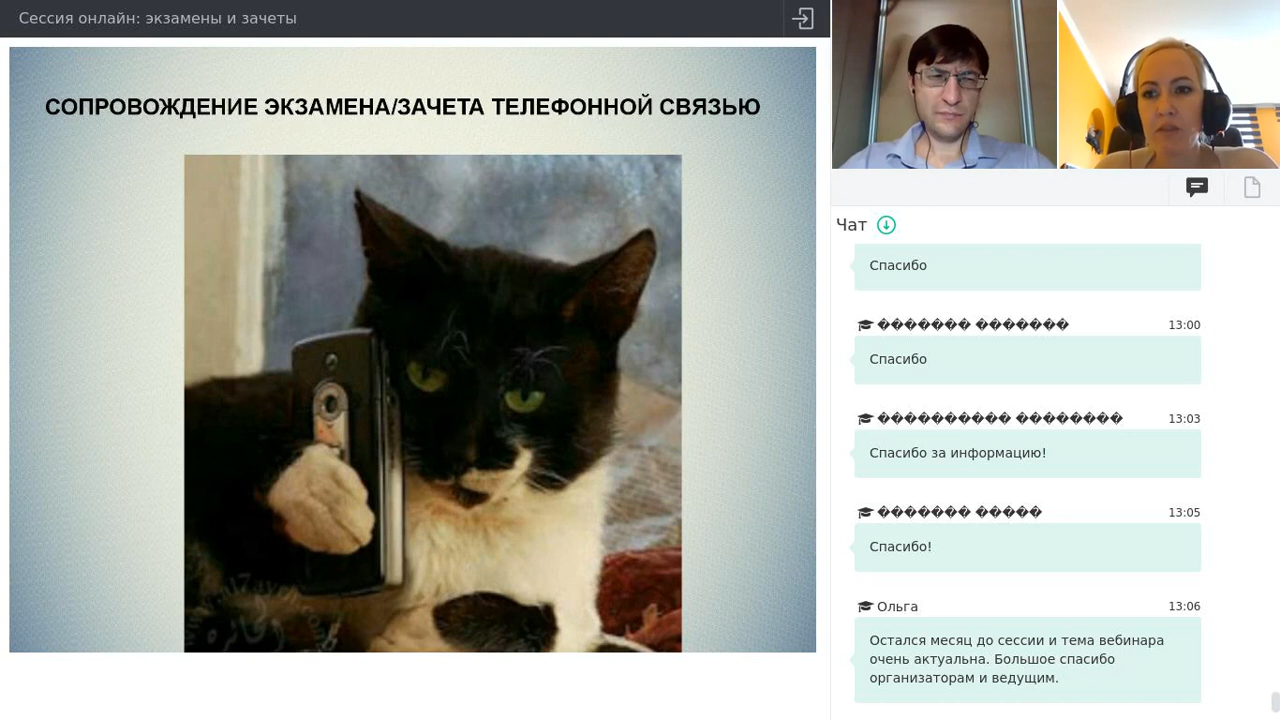 Сессия онлайн: экзамены и зачеты
СОПРОВОЖДЕНИЕ ЭКЗАМЕНА/ЗАЧЕТА ТЕЛЕФОННОЙ СВЯЗЬЮ
Чат
Спасибо
������� ������� 13:00
Спасибо
���������� �������� 13:03
Спасибо за информацию!
������� ����� 13:05
Спасибо!
Ольга 13:06
Остался месяц до сессии и тема вебинара
очень актуальна. Большое спасибо
организаторам и ведущим.